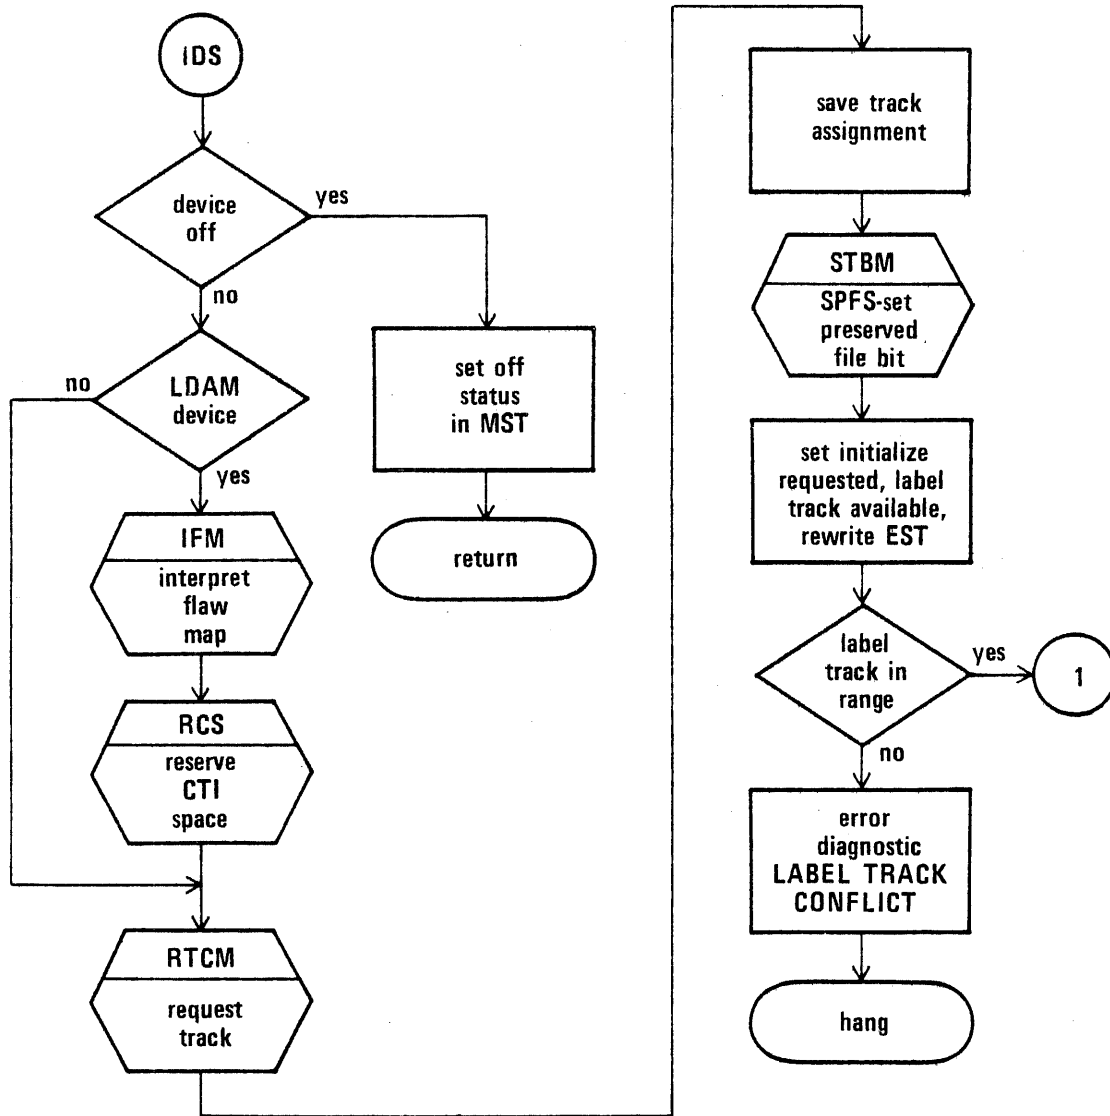 IDS
device
off
yes
no
set off
status
in MST
return
LDAM
device
no
yes
IFM
interpret
flaw
map
RCS
reserve
CTI
space
RTCM
request
track
save track
assignment
STBM
SPFS-set
preserved
file bit
set initialize
requested, label
track available,
rewrite EST
label
track in
range
yes
1
no
error
diagnostic
LABEL TRACK
CONFLICT
hang